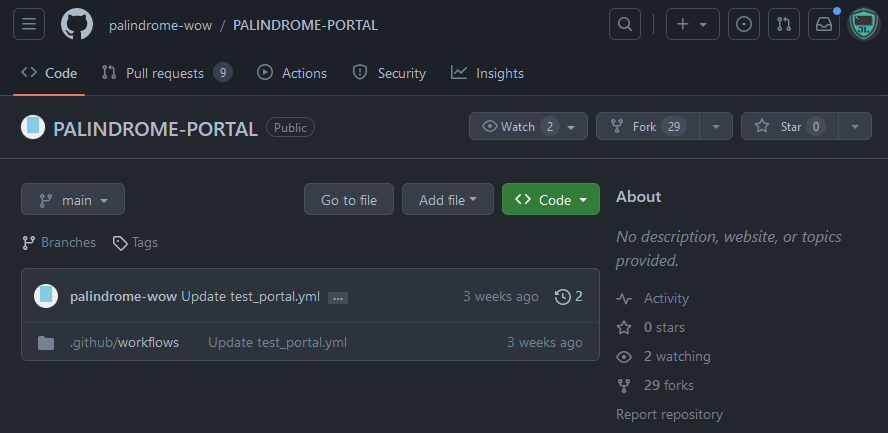 palindrome-wow / PALINDROME-PORTAL
Code Pull requests 9 Actions Security Insights
PALINDROME-PORTAL Public Watch 2 Fork 29 Star 0
main Go to file Add file Code
Branches Tags
palindrome-wow Update test_portal.yml ... 3 weeks ago 2
.github/workflows Update test_portal.yml 3 weeks ago
About
No description, website, or topics
provided.
Activity
0 stars
2 watching
29 forks
Report repository